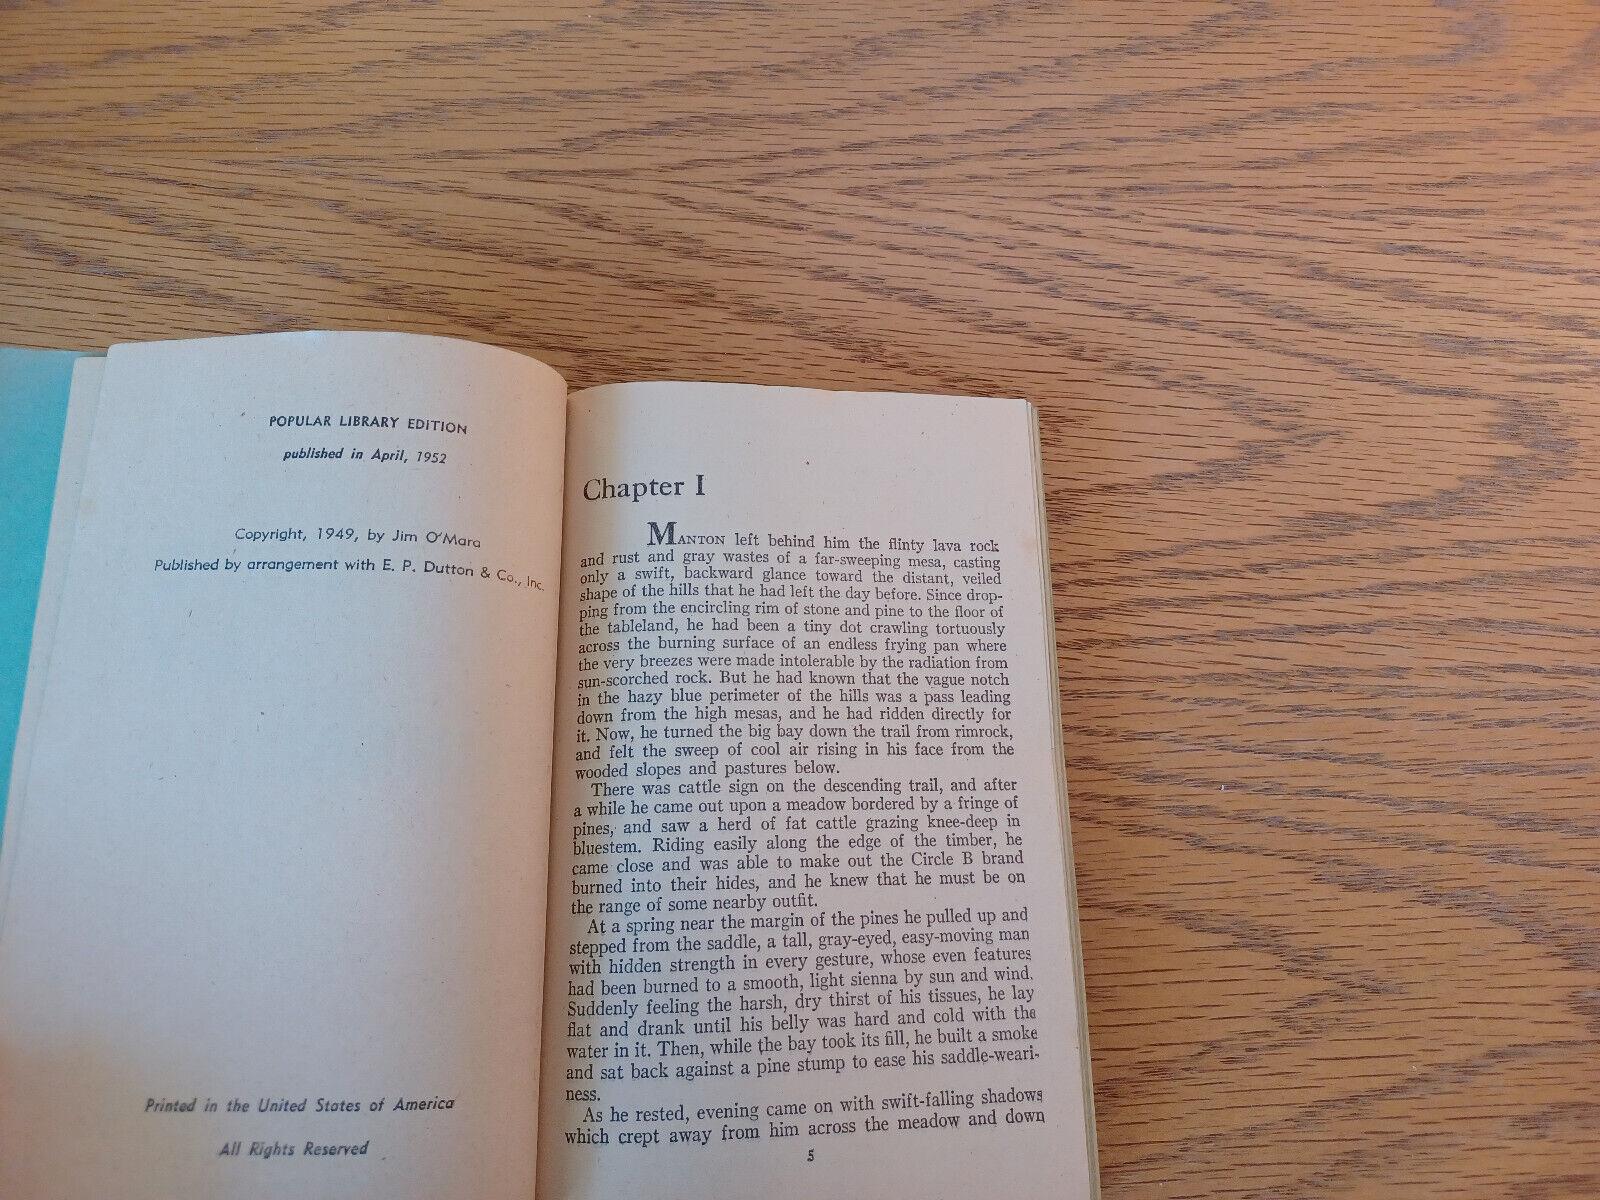 POPULAR LIBRARY EDITION
published in April, 1952
Copyright, 1949, by Jim O'Mara
Published by arrangement with E. P. Dutton & Co., Inc.
Printed in the United States of America
All Rights Reserved
Chapter I
MANTON left behind him the flinty lava rock
and rust and gray wastes of a far-sweeping mesa, casting
only a swift, backward glance toward the distant, veiled
shape of the hills that he had left the day before. Since drop-
ping from the encircling rim of stone and pine to the floor of
the tableland, he had been a tiny dot crawling tortuously
across the burning surface of an endless frying pan where
the very breezes were made intolerable by the radiation from
sun-scorched rock. But he had known that the vague notch
in the hazy blue perimeter of the hills was a pass leading
down from the high mesas, and he had ridden directly for
it. Now, he turned the big bay down the trail from rimrock,
and felt the sweep of cool air rising in his face from the
wooded slopes and pastures below.
There was cattle sign on the descending trail, and after
a while he came out upon a meadow bordered by a fringe of
pines, and saw a herd of fat cattle grazing knee-deep in
bluestem. Riding easily along the edge of the timber, he
came close and was able to make out the Circle B brand
burned into their hides, and he knew that he must be on
the range of some nearby outfit.
At a spring near the margin of the pines he pulled up and
stepped from the saddle, a tall, gray-eyed, easy-moving man
with hidden strength in every gesture, whose even features
had been burned to a smooth, light sienna by sun and wind.
Suddenly feeling the harsh, dry thirst of his tissues, he lay
flat and drank until his belly was hard and cold with the
water in it. Then, while the bay took its fill, he built a smoke
and sat back against a pine stump to ease his saddle-weari-
ness.
As he rested, evening came on with swift-falling shadows
which crept away from him across the meadow and down
5